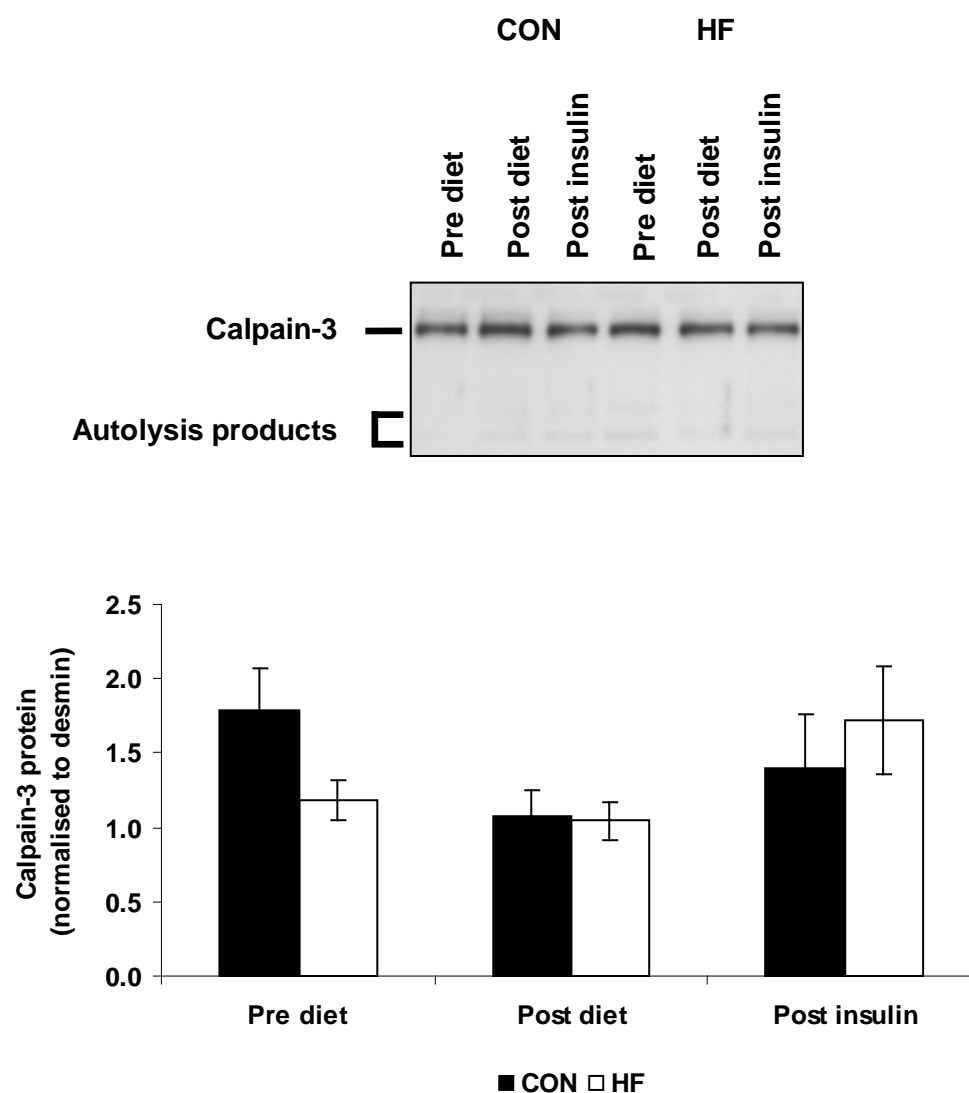 CON HF
Pre diet Post diet Post insulin Pre diet Post diet Post insulin
Calpain-3
Autolysis products
Calpain-3 protein
(normalised to desmin)
2.5
2.0
1.5
1.0
0.5
0.0
Pre diet Post diet Post insulin
CON HF